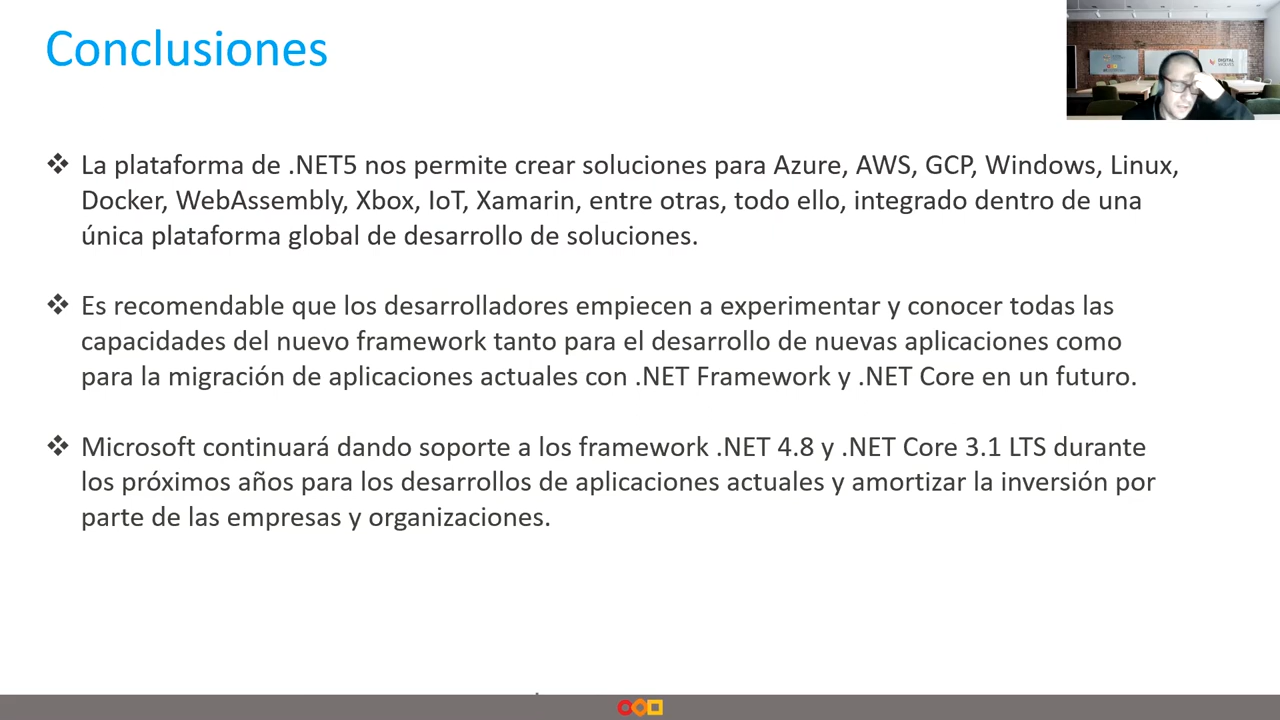 Conclusiones
❖ La plataforma de .NET5 nos permite crear soluciones para Azure, AWS, GCP, Windows, Linux,
Docker, WebAssembly, Xbox, IoT, Xamarin, entre otras, todo ello, integrado dentro de una
única plataforma global de desarrollo de soluciones.
❖ Es recomendable que los desarrolladores empiecen a experimentar y conocer todas las
capacidades del nuevo framework tanto para el desarrollo de nuevas aplicaciones como
para la migración de aplicaciones actuales con .NET Framework y .NET Core en un futuro.
❖ Microsoft continuará dando soporte a los framework .NET 4.8 y .NET Core 3.1 LTS durante
los próximos años para los desarrollos de aplicaciones actuales y amortizar la inversión por
parte de las empresas y organizaciones.